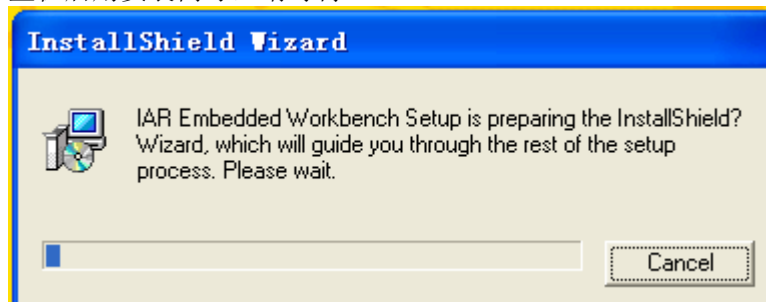 InstallShield Wizard
IAR Embedded Workbench Setup is preparing the InstallShield?
Wizard, which will guide you through the rest of the setup
process. Please wait.
Cancel